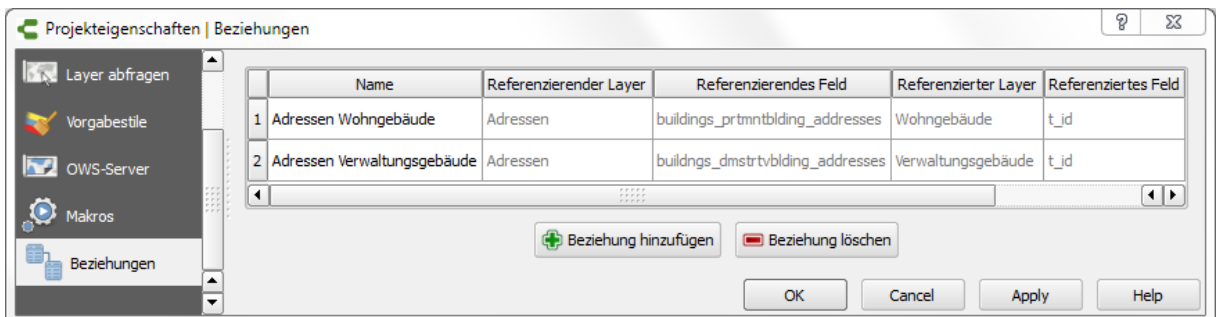 Projekteigenschaften | Beziehungen
Layer abfragen
Vorgabestile
OWS-Server
Makros
Beziehungen
Name Referenzierender Layer Referenzierendes Feld Referenzierter Layer Referenziertes Feld
1 Adressen Wohngebäude Adressen buildings_prtmntblding_addresses Wohngebäude t_id
2 Adressen Verwaltungsgebäude Adressen buildngs_dmstrtvblding_addresses Verwaltungsgebäude t_id
Beziehung hinzufügen Beziehung löschen
OK Cancel Apply Help